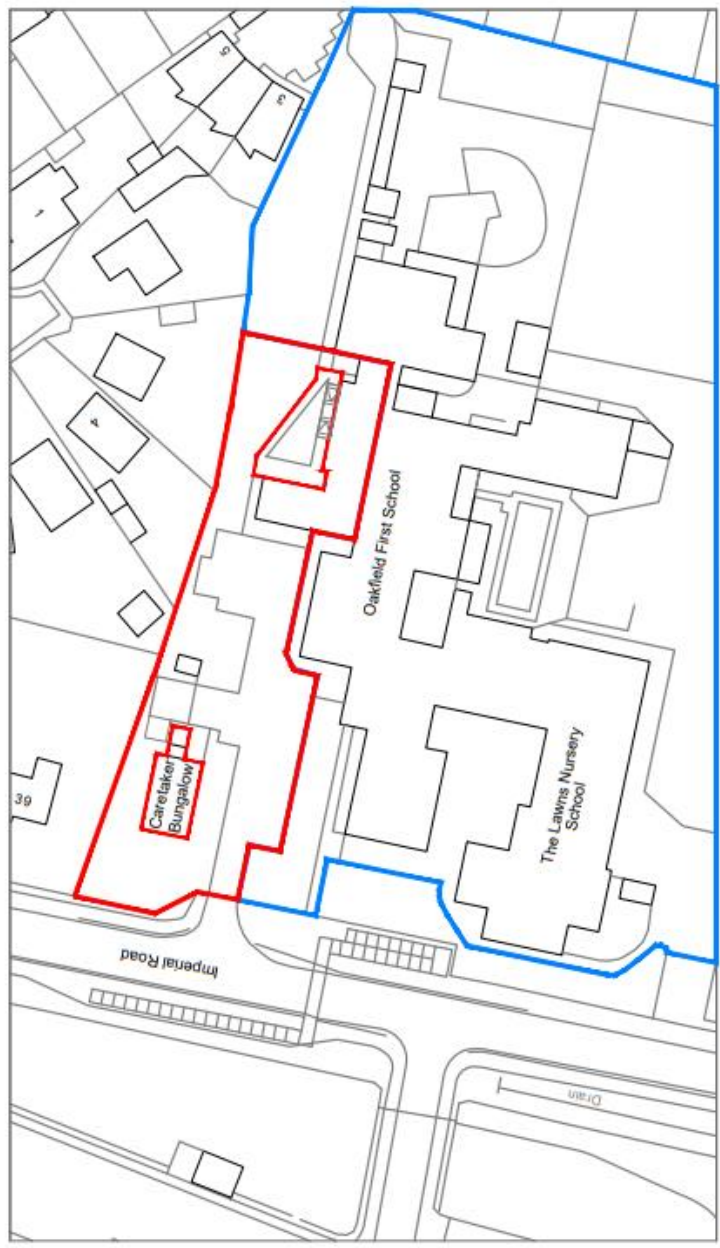 5
3
1
4
Oakfield First School
39
Caretaker
Bungalow
The Lawns Nursery
School
Imperial Road
Drain